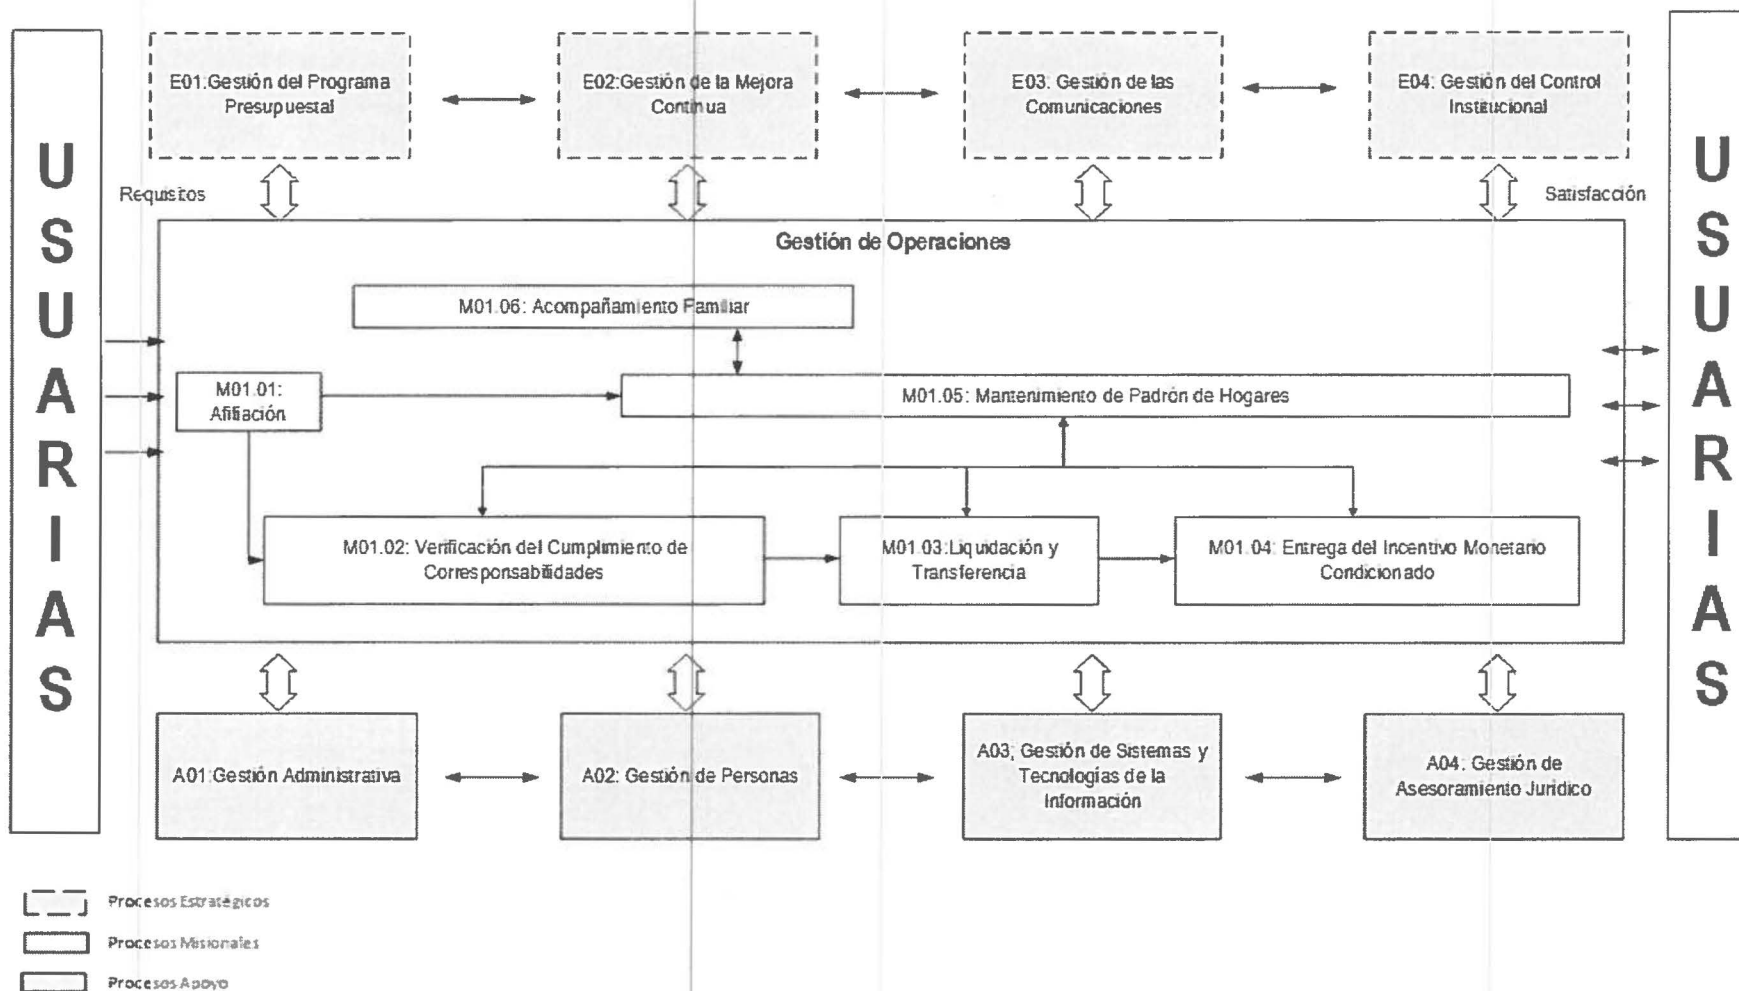 USUARIAS
E01:Gestión del Programa
Presupuestal
E02:Gestión de la Mejora
Continua
E03: Gestión de las
Comunicaciones
E04: Gestión del Control
Institucional
USUARIAS
Requisitos
Satisfacción
Gestión de Operaciones
M01.06: Acompañamiento Familiar
M01.01:
Afiliación
M01.05: Mantenimiento de Padrón de Hogares
M01.02: Verificación del Cumplimiento de
Corresponsabilidades
M01.03:Liquidación y
Transferencia
M01.04: Entrega del Incentivo Monetario
Condicionado
A01:Gestión Administrativa
A02: Gestión de Personas
A03; Gestión de Sistemas y
Tecnologías de la
Información
A04: Gestión de
Asesoramiento Jurídico
Procesos Estratégicos
Procesos Misionales
Procesos Apoyo